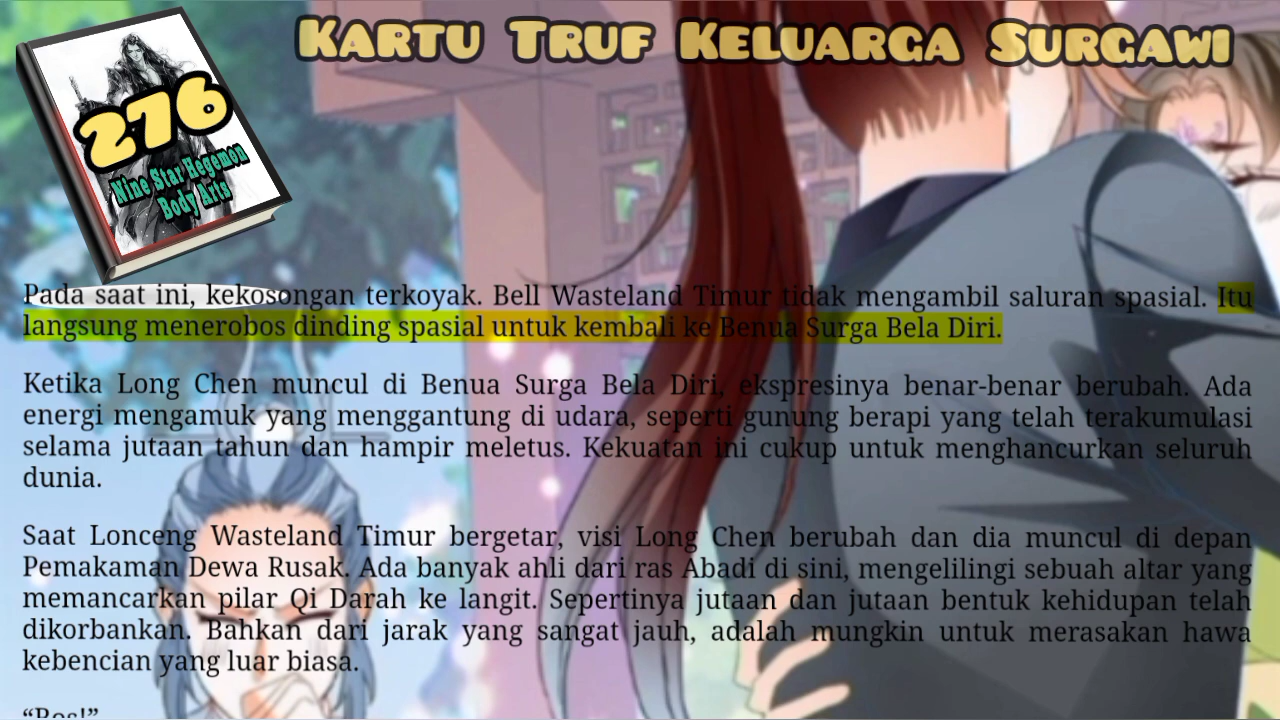 Kartu Truf Keluarga Surgawi
276
Nine Star Hegemon
Body Arts
Pada saat ini, kekosongan terkoyak. Bell Wasteland Timur tidak mengambil saluran spasial. Itu
langsung menerobos dinding spasial untuk kembali ke Benua Surga Bela Diri.
Ketika Long Chen muncul di Benua Surga Bela Diri, ekspresinya benar-benar berubah. Ada
energi mengamuk yang menggantung di udara, seperti gunung berapi yang telah terakumulasi
selama jutaan tahun dan hampir meletus. Kekuatan ini cukup untuk menghancurkan seluruh
dunia.
Saat Lonceng Wasteland Timur bergetar, visi Long Chen berubah dan dia muncul di depan
Pemakaman Dewa Rusak. Ada banyak ahli dari ras Abadi di sini, mengelilingi sebuah altar yang
memancarkan pilar Qi Darah ke langit. Sepertinya jutaan dan jutaan bentuk kehidupan telah
dikorbankan. Bahkan dari jarak yang sangat jauh, adalah mungkin untuk merasakan hawa
kebencian yang luar biasa.
“Bos!”